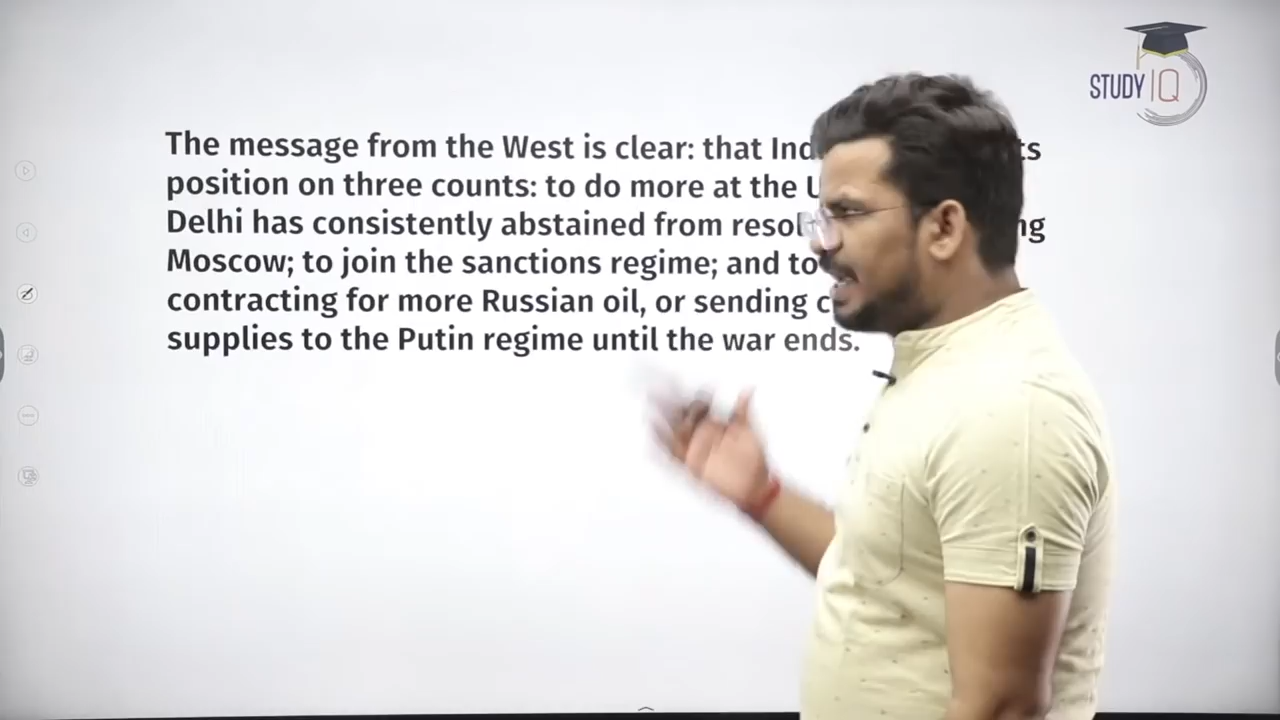 STUDY IQ
The message from the West is clear: that
position on three counts: to do more at the
Delhi has consistently abstained from
Moscow; to join the sanctions regime; and to
contracting for more Russian oil, or sending
supplies to the Putin regime until the war ends.